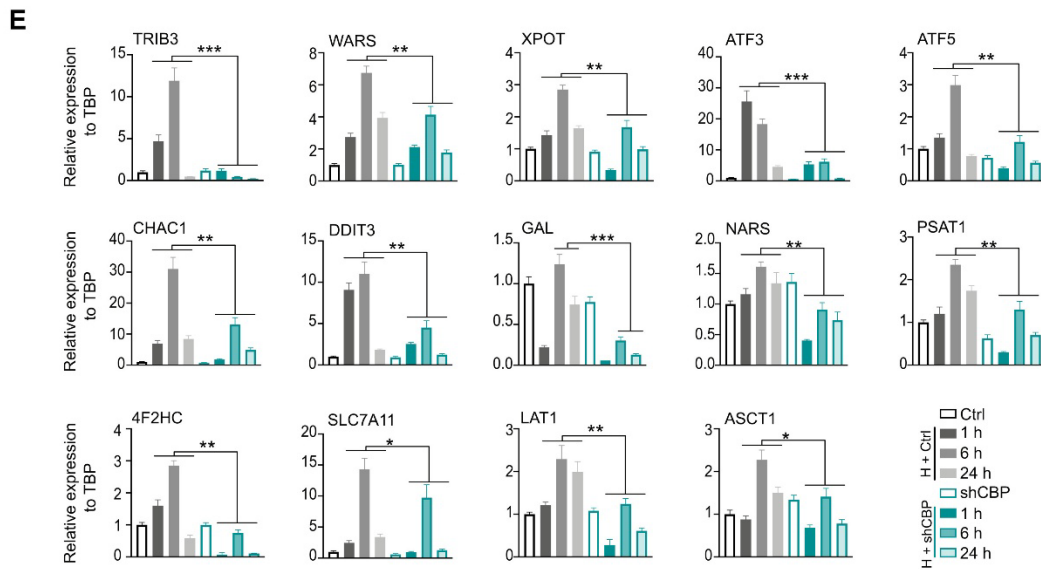 E
TRIB3
Relative expression
to TBP
15
10
5
0
***
WARS
8
6
4
2
0
**
XPOT
4
3
2
1
0
**
ATF3
40
30
20
10
0
***
ATF5
4
3
2
1
0
**
CHAC1
Relative expression
to TBP
40
30
20
10
0
**
DDIT3
15
10
5
0
**
GAL
1.5
1.0
0.5
0.0
***
NARS
2.0
1.5
1.0
0.5
0.0
**
PSAT1
3
2
1
0
**
4F2HC
Relative expression
to TBP
4
3
2
1
0
**
SLC7A11
20
15
10
5
0
*
LAT1
3
2
1
0
**
ASCT1
3
2
1
0
*
Ctrl
H + Ctrl
1 h
6 h
24 h
shCBP
H + shCBP
1 h
6 h
24 h